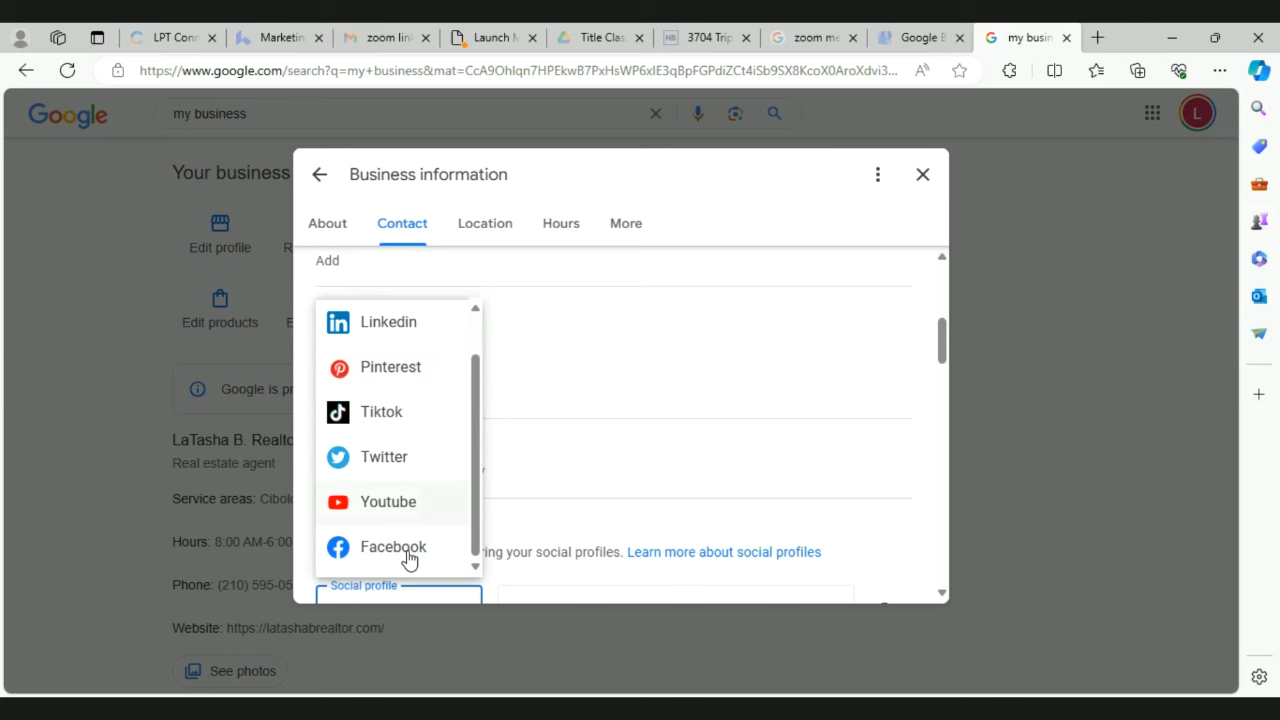 LPT Con
Marketin
zoom lin
Launch
Title Clas
3704 Trip
zoom me
Google B
my busin
https://www.google.com/search?q=my+business&mat=CcA9Ohlqn7HPEkwB7PxHsWP6xIE3qBpFGPdiZCt4iSb9SX8KcoX0AroXdvi3...
Google
my business
L
Your business
Business information
About Contact Location Hours More
Edit profile R
Add
Linkedin
Edit products E
Pinterest
Google is pr
Tiktok
LaTasha B. Realto
Twitter
Real estate agent
Service areas: Cibolo
Youtube
Hours: 8:00 AM-6:00
Facebook
ring your social profiles. Learn more about social profiles
Phone: (210) 595-05
Social profile
Website: https://latashabrealtor.com/
See photos